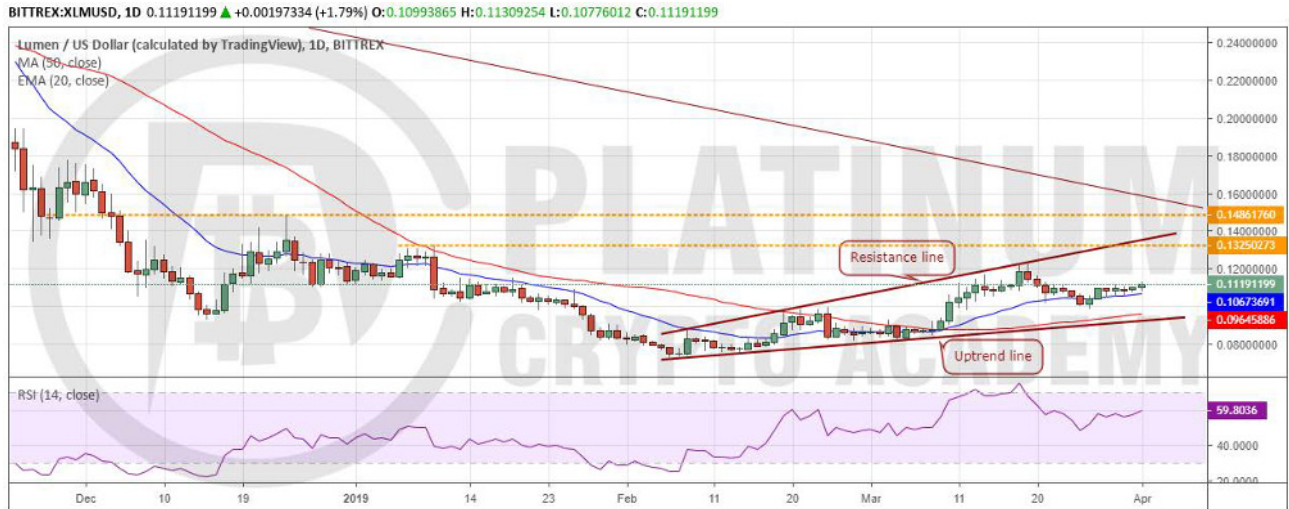 BITTREX:XLMUSD, 1D 0.11191199 ▲ +0.00197334 (+1.79%) O:0.10993865 H:0.11309254 L:0.10776012 C:0.11191199
Lumen / US Dollar (calculated by TradingView), 1D, BITTREX
MA (50, close)
EMA (20, close)
PLATINUM
CRYPTO ACADEMY
Resistance line
Uptrend line
0.24000000
0.22000000
0.20000000
0.18000000
0.16000000
0.14861760
0.14000000
0.13250273
0.12000000
0.11191199
0.10673691
0.09645886
0.08000000
RSI (14, close)
59.8036
40.0000
20.0000
Dec 10 19 2019 14 23 Feb 11 20 Mar 11 20 Apr